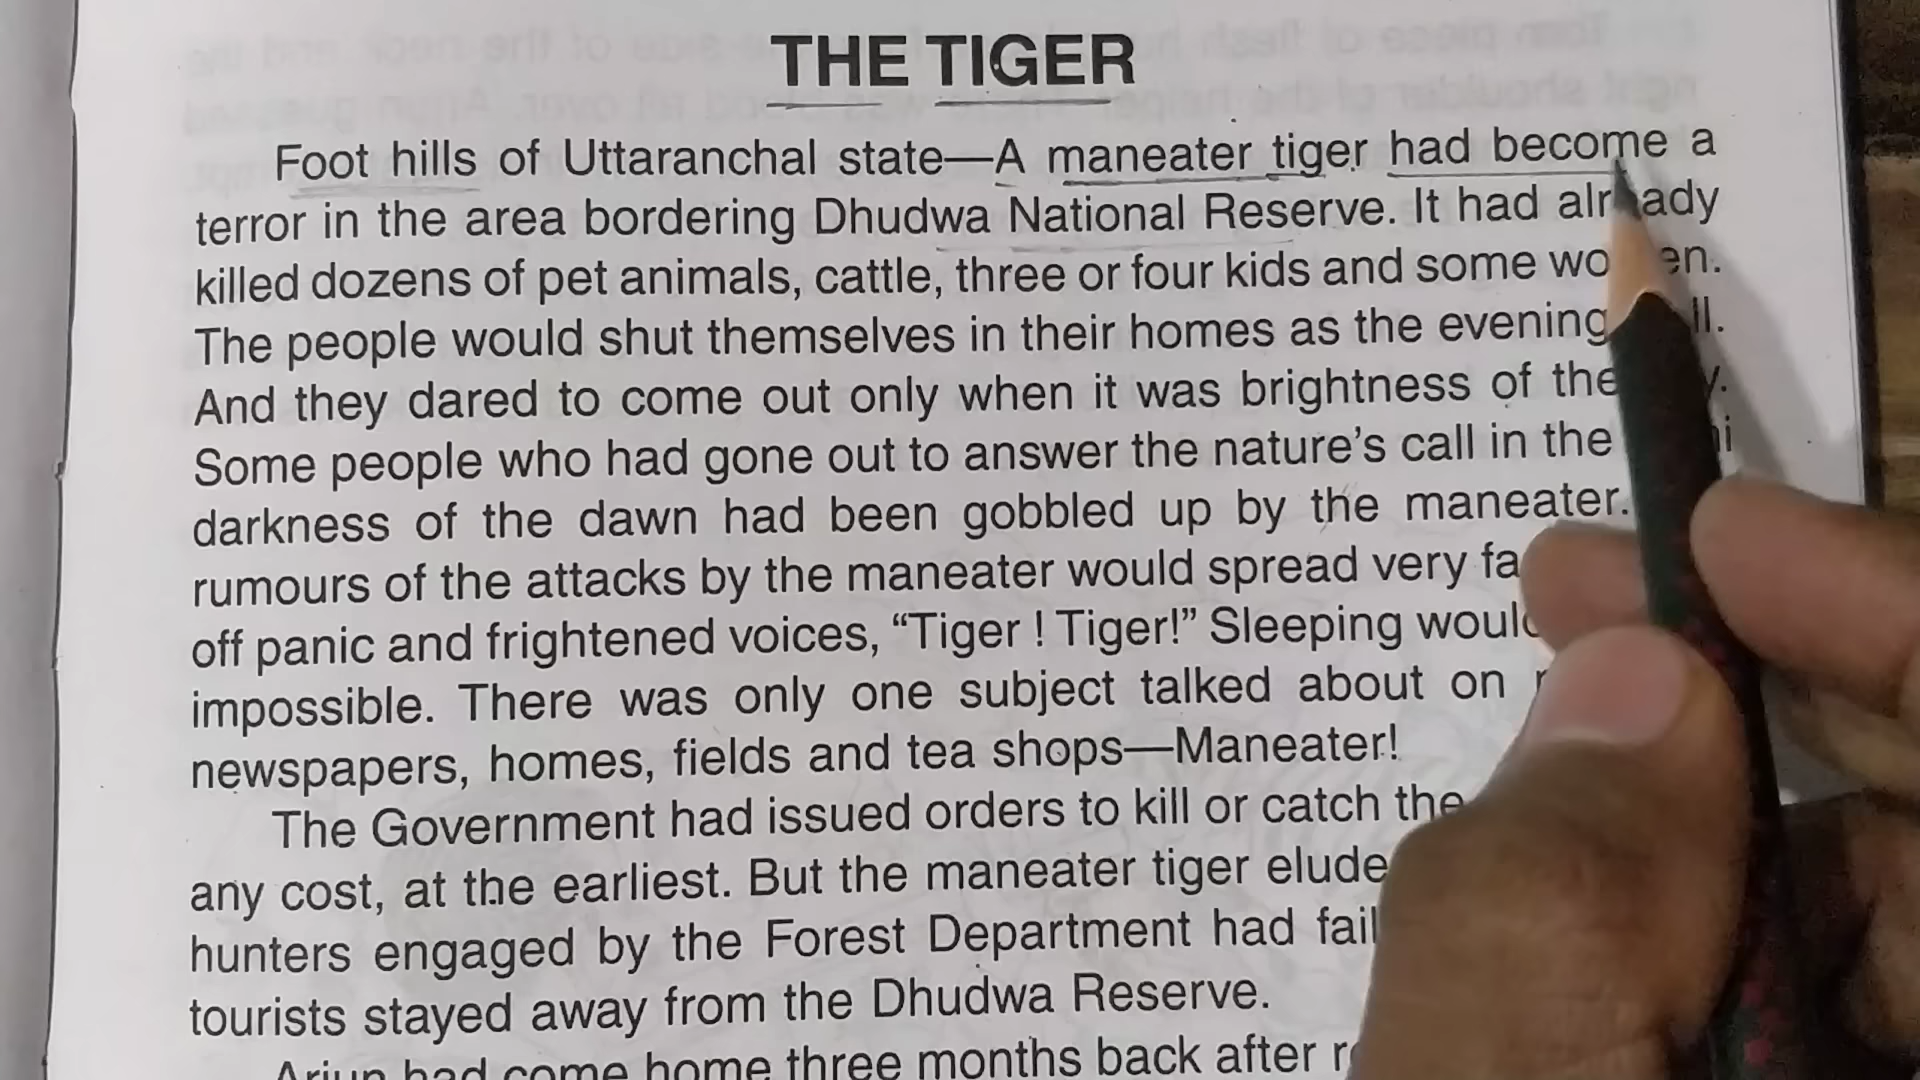 THE TIGER
Foot hills of Uttaranchal state—A maneater tiger had become a
terror in the area bordering Dhudwa National Reserve. It had already
killed dozens of pet animals, cattle, three or four kids and some women.
The people would shut themselves in their homes as the evening
And they dared to come out only when it was brightness of the
Some people who had gone out to answer the nature's call in the
darkness of the dawn had been gobbled up by the maneater.
rumours of the attacks by the maneater would spread very
off panic and frightened voices, “Tiger ! Tiger!” Sleeping
impossible. There was only one subject talked about on
newspapers, homes, fields and tea shops—Maneater!
The Government had issued orders to kill or catch the
any cost, at the earliest. But the maneater tiger
hunters engaged by the Forest Department had
tourists stayed away from the Dhudwa Reserve.
Arjun had come home three months back after